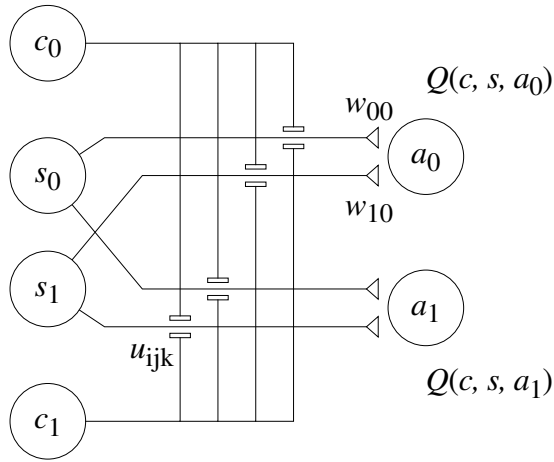 c₀
Q(c, s, a₀)
w₀₀
s₀
a₀
w₁₀
s₁
a₁
uᵢⱼₖ
Q(c, s, a₁)
c₁